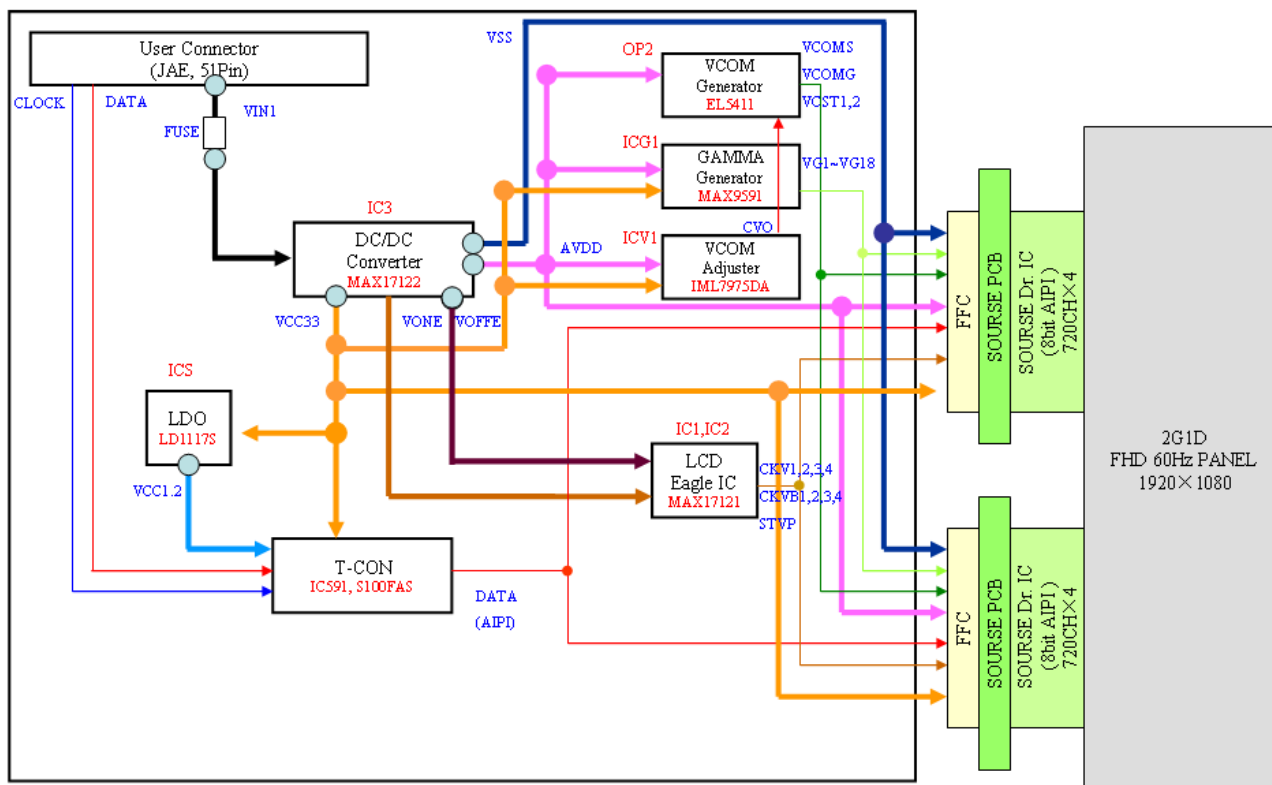 User Connector
(JAE, 51Pin)
CLOCK
DATA
VIN1
FUSE
VSS
OP2
VCOM
Generator
EL5411
VCOMS
VCOMG
VCST1,2
ICG1
GAMMA
Generator
MAX9591
VG1~VG18
CVO
ICV1
VCOM
Adjuster
IML7975DA
IC3
DC/DC
Converter
MAX17122
AVDD
VCC33
VONE
VOFFE
ICS
LDO
LD1117S
VCC1.2
IC1,IC2
LCD
Eagle IC
MAX17121
CKV1,2,3,4
CKVB1,2,3,4
STVP
T-CON
IC591, S100FAS
DATA
(AIPI)
FFC
SOURSE PCB
SOURSE Dr. IC
(8bit AIPI )
720CH×4
FFC
SOURSE PCB
SOURSE Dr. IC
(8bit AIPI )
720CH×4
2G1D
FHD 60Hz PANEL
1920×1080